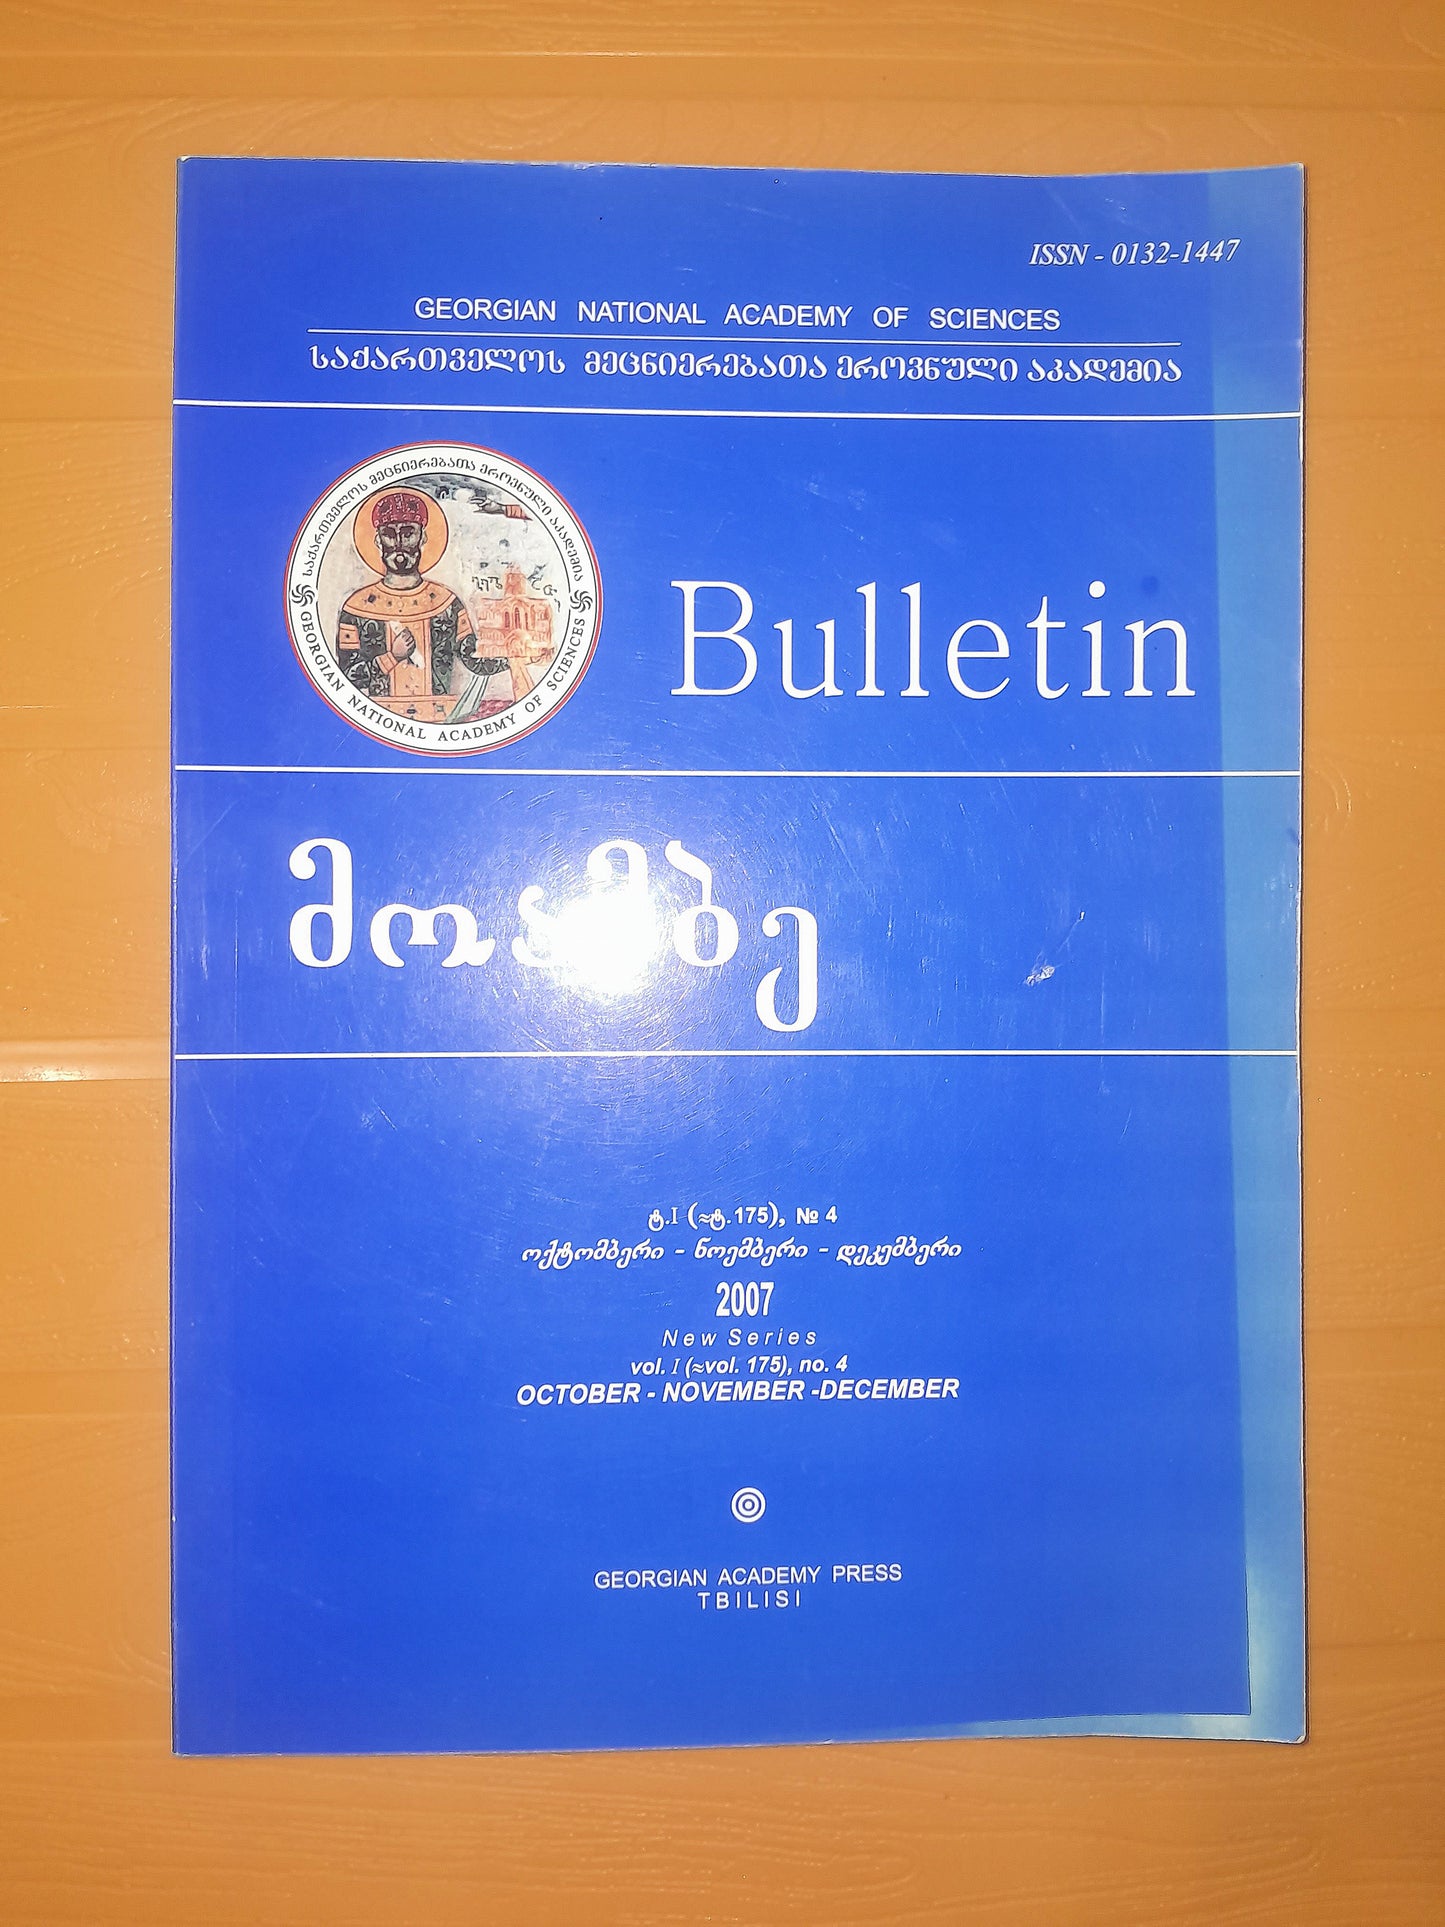 ISSN - 0132-1447
GEORGIAN NATIONAL ACADEMY OF SCIENCES
საქართველოს მეცნიერებათა ეროვნული აკადემია
საქართველოს მეცნიერებათა ეროვნული აკადემია
GEORGIAN NATIONAL ACADEMY OF SCIENCES
Bulletin
მოამბე
ტ.I (≈ტ.175), № 4
ოქტომბერი - ნოემბერი - დეკემბერი
2007
New Series
vol. I (≈vol. 175), no. 4
OCTOBER - NOVEMBER -DECEMBER
GEORGIAN ACADEMY PRESS
TBILISI